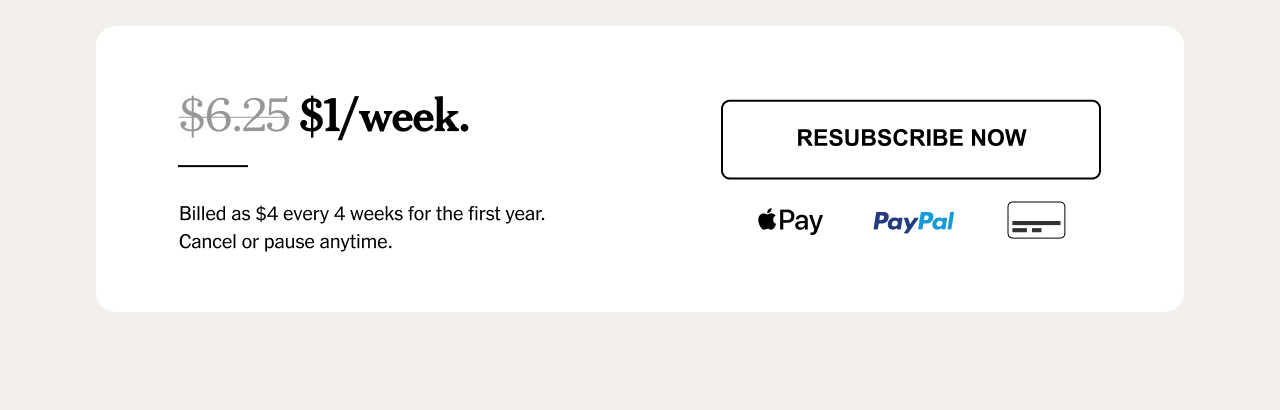 $6.25 $1/week.
Billed as $4 every 4 weeks for the first year.
Cancel or pause anytime.
RESUBSCRIBE NOW
Pay
PayPal